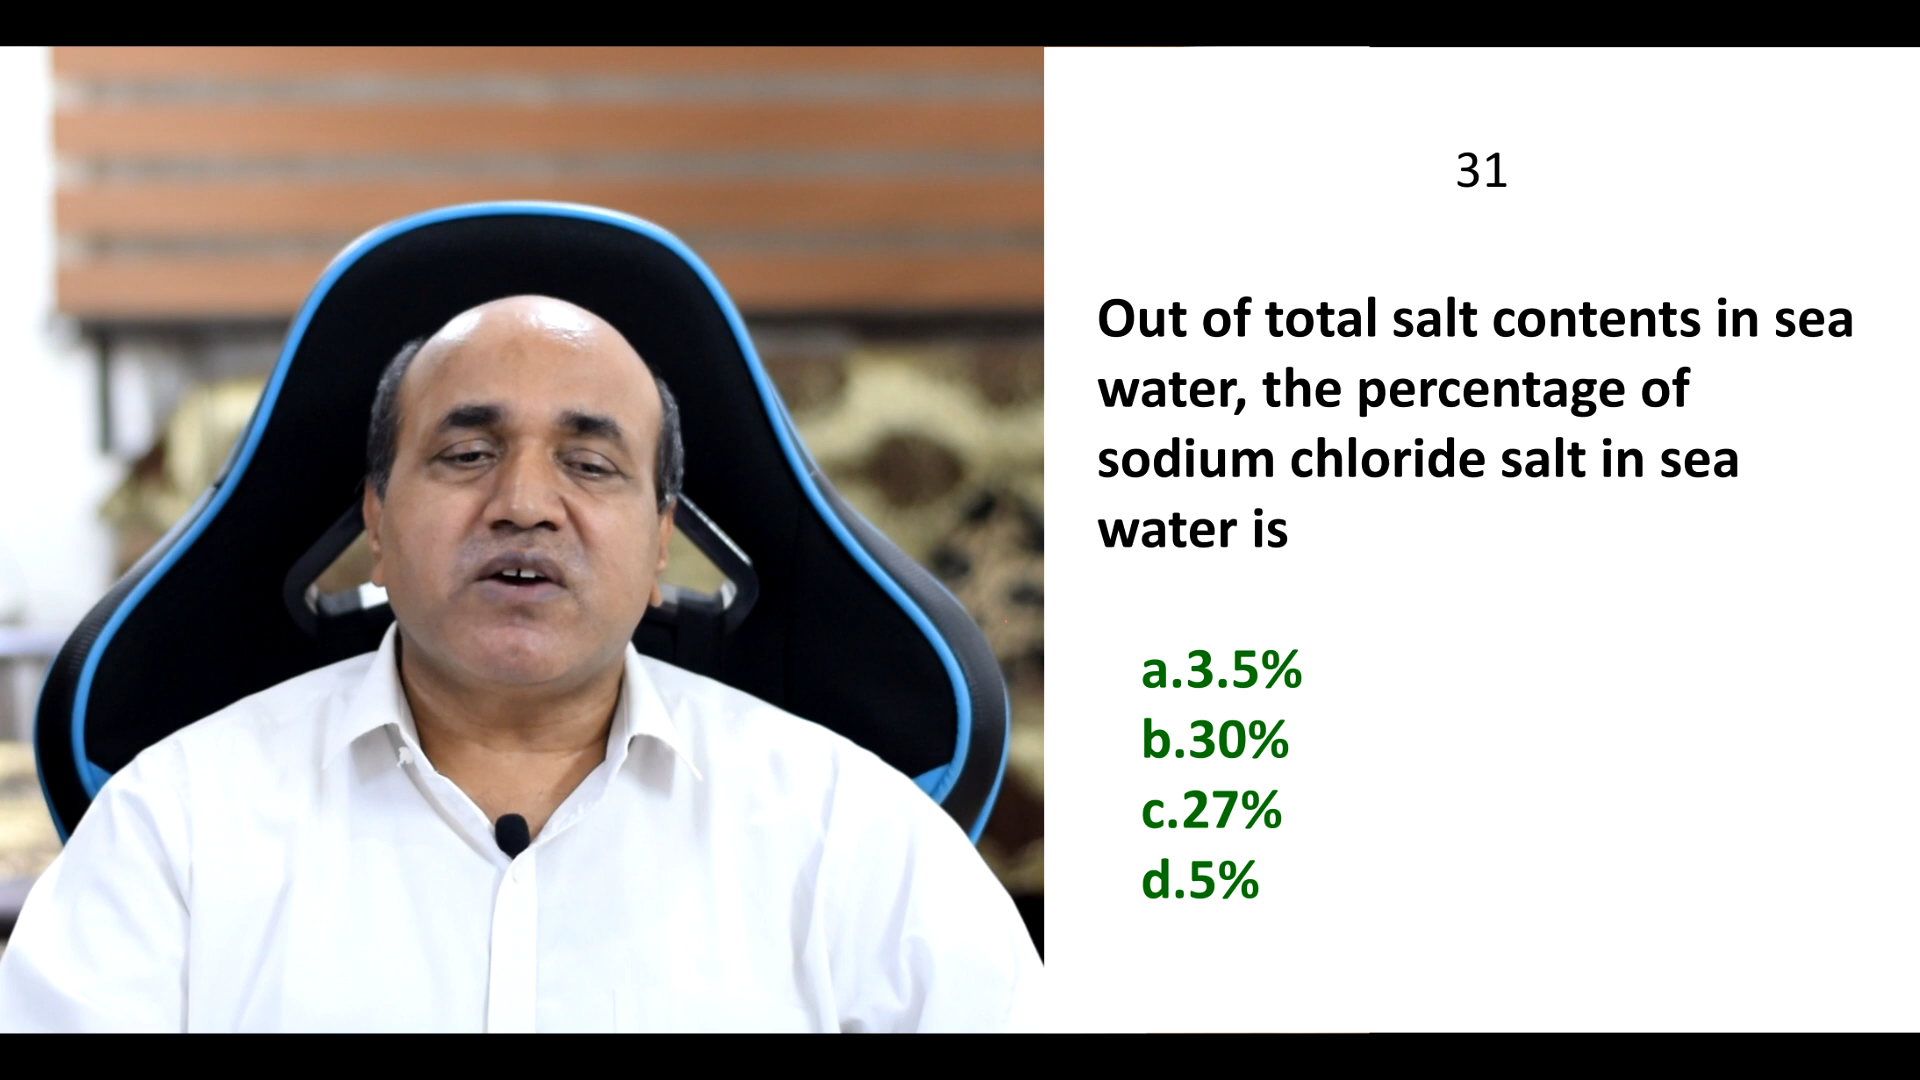 31
Out of total salt contents in sea
water, the percentage of
sodium chloride salt in sea
water is
a.3.5%
b.30%
c.27%
d.5%